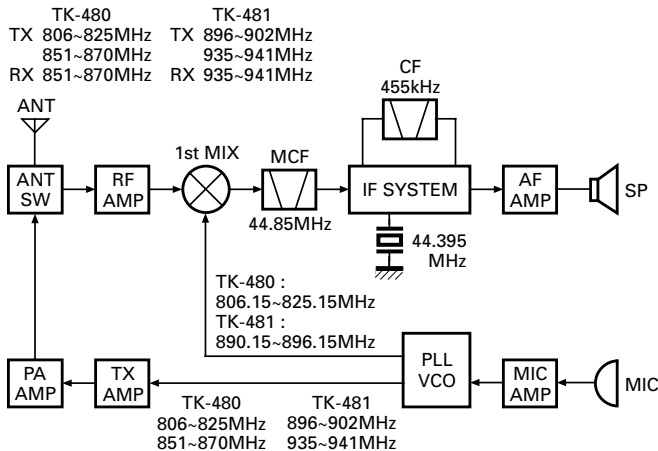 TK-480
TX 806~825MHz
851~870MHz
RX 851~870MHz
TK-481
TX 896~902MHz
935~941MHz
RX 935~941MHz
ANT
CF
455kHz
1st MIX
MCF
ANT
SW
RF
AMP
IF SYSTEM
AF
AMP
SP
44.85MHz
44.395
MHz
TK-480 :
806.15~825.15MHz
TK-481 :
890.15~896.15MHz
PA
AMP
TX
AMP
PLL
VCO
MIC
AMP
MIC
TK-480
806~825MHz
851~870MHz
TK-481
896~902MHz
935~941MHz